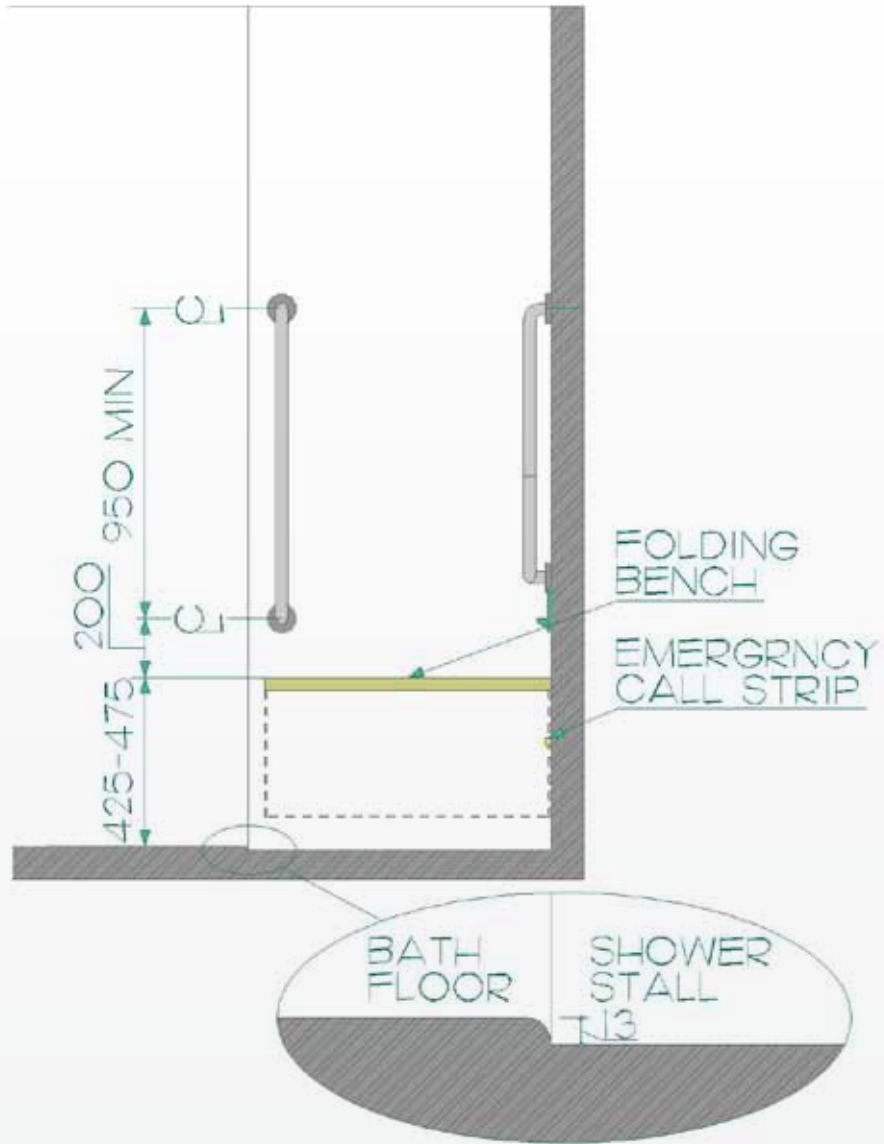 950 MIN
200
425-475
FOLDING
BENCH
EMERGRNCY
CALL STRIP
BATH
FLOOR
SHOWER
STALL
13